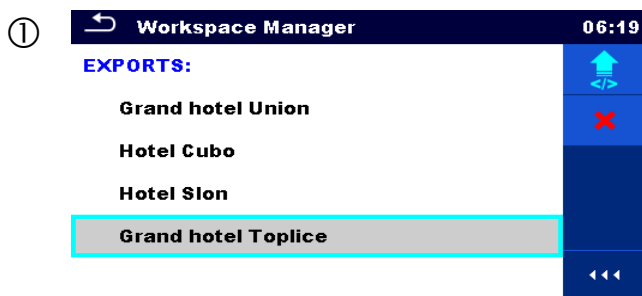 ①
Workspace Manager 06:19
EXPORTS:
</>
Grand hotel Union
Hotel Cubo
Hotel Slon
Grand hotel Toplice